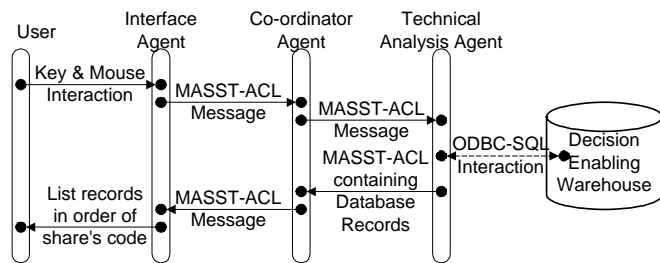 User
Interface
Agent
Co-ordinator
Agent
Technical
Analysis Agent
Key & Mouse
Interaction
MASST-ACL
Message
MASST-ACL
Message
ODBC-SQL
Interaction
Decision
Enabling
Warehouse
MASST-ACL
containing
Database
Records
MASST-ACL
Message
List records
in order of
share's code